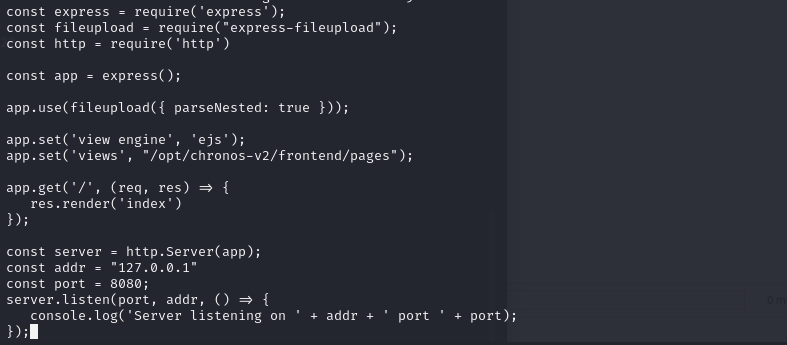 const express = require('express');
const fileupload = require("express-fileupload");
const http = require('http')
const app = express();
app.use(fileupload({ parseNested: true }));
app.set('view engine', 'ejs');
app.set('views', "/opt/chronos-v2/frontend/pages");
app.get('/', (req, res) => {
   res.render('index')
});
const server = http.Server(app);
const addr = "127.0.0.1"
const port = 8080;
server.listen(port, addr, () => {
   console.log('Server listening on ' + addr + ' port ' + port);
});